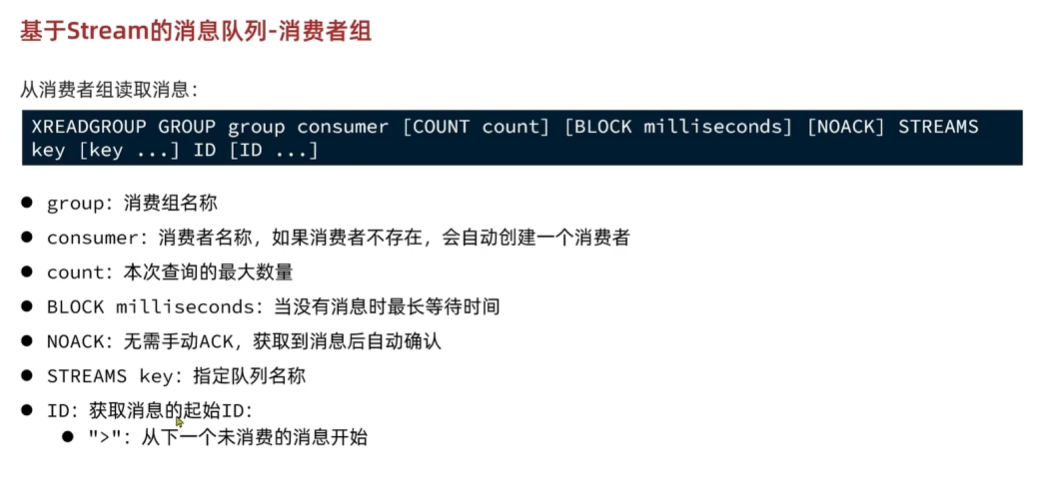 基于Stream的消息队列-消费者组
从消费者组读取消息：
XREADGROUP GROUP group consumer [COUNT count] [BLOCK milliseconds] [NOACK] STREAMS
key [key ...] ID [ID ...]
● group：消费组名称
● consumer：消费者名称，如果消费者不存在，会自动创建一个消费者
● count：本次查询的最大数量
● BLOCK milliseconds：当没有消息时最长等待时间
● NOACK：无需手动ACK，获取到消息后自动确认
● STREAMS key：指定队列名称
● ID：获取消息的起始ID：
● ">"：从下一个未消费的消息开始